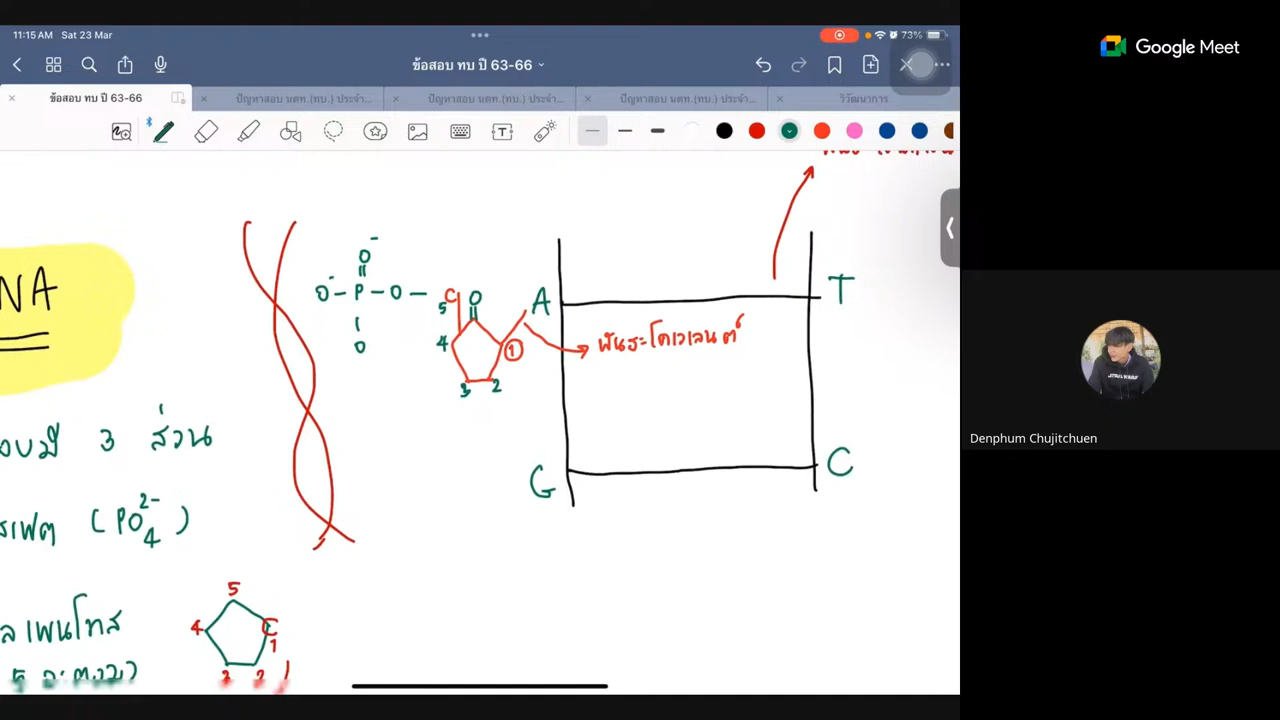 11:15 AM Sat 23 Mar
73%
Google Meet
ข้อสอบ ทบ ปี 63-66
ข้อสอบ ทบ ปี 63-66
ปัญหาสอบ นดท.(ทบ.) ประจำ...
ปัญหาสอบ นดท.(ทบ.) ประจำ...
ปัญหาสอบ นดท.(ทบ.) ประจำ...
วิวัฒนาการ
T
NA
O-
O- P O C O A T
5
4 1 พันธะโคเวเลนต์
3 2
3 ส่วน
G C
(PO4 2-)
Denphum Chujitchuen
5
เพนโทส 4 C
1
3 2
5